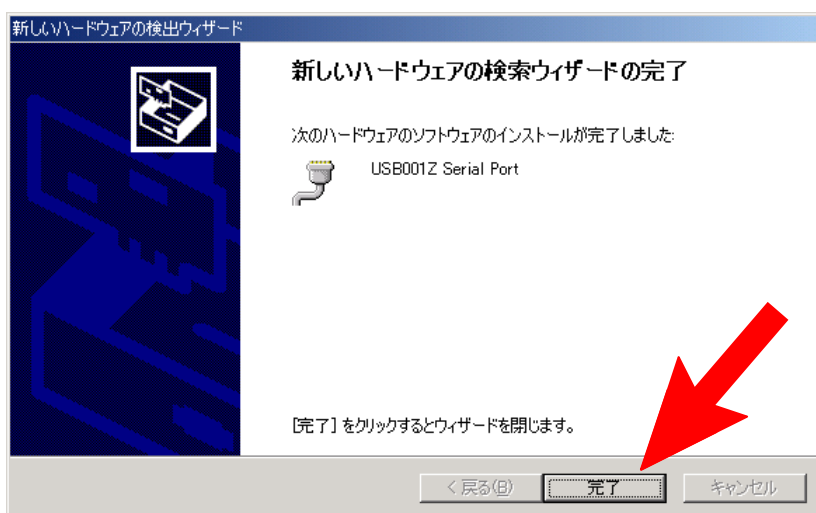 新しいハードウェアの検出ウィザード
新しいハードウェアの検索ウィザードの完了
次のハードウェアのソフトウェアのインストールが完了しました:
USB001Z Serial Port
[完了] をクリックするとウィザードを閉じます。
< 戻る(B)
完了
キャンセル